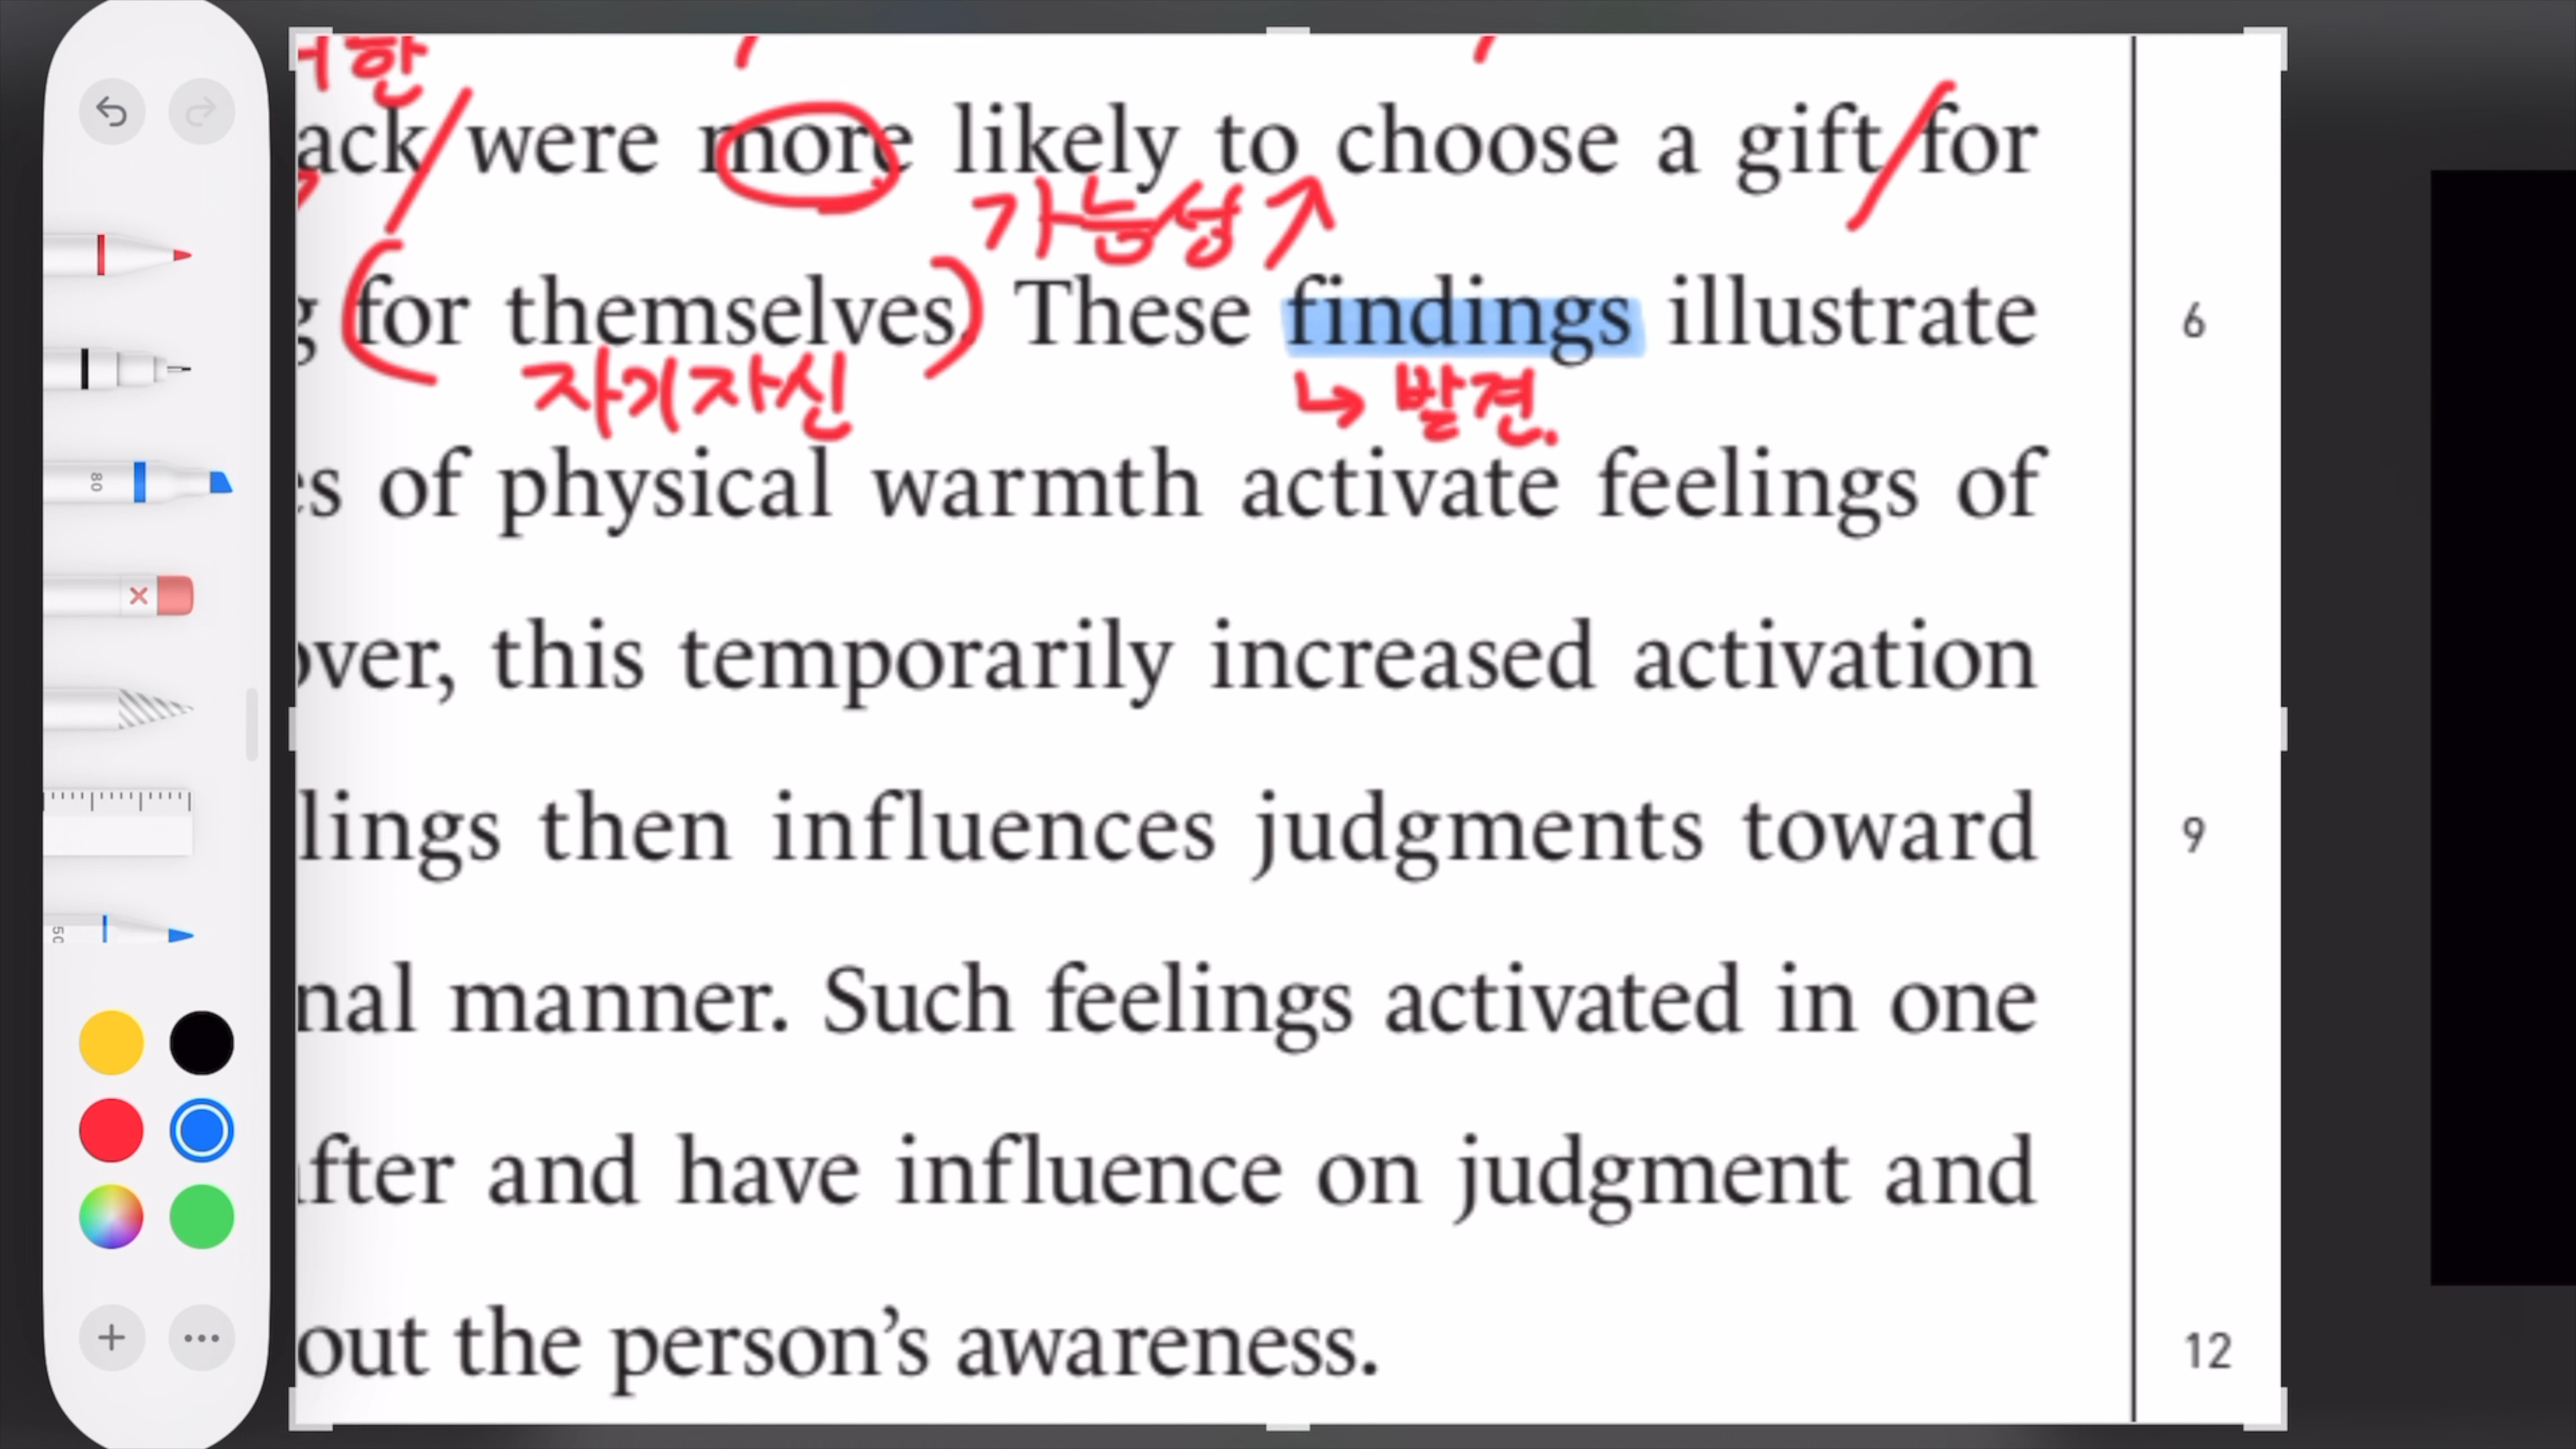 한
were more likely to choose a gift for
가능성↗
for themselves. These findings illustrate
6
자기자신 ↳ 발견.
of physical warmth activate feelings of
this temporarily increased activation
lings then influences judgments toward
9
nal manner. Such feelings activated in one
fter and have influence on judgment and
out the person's awareness.
12
80
50